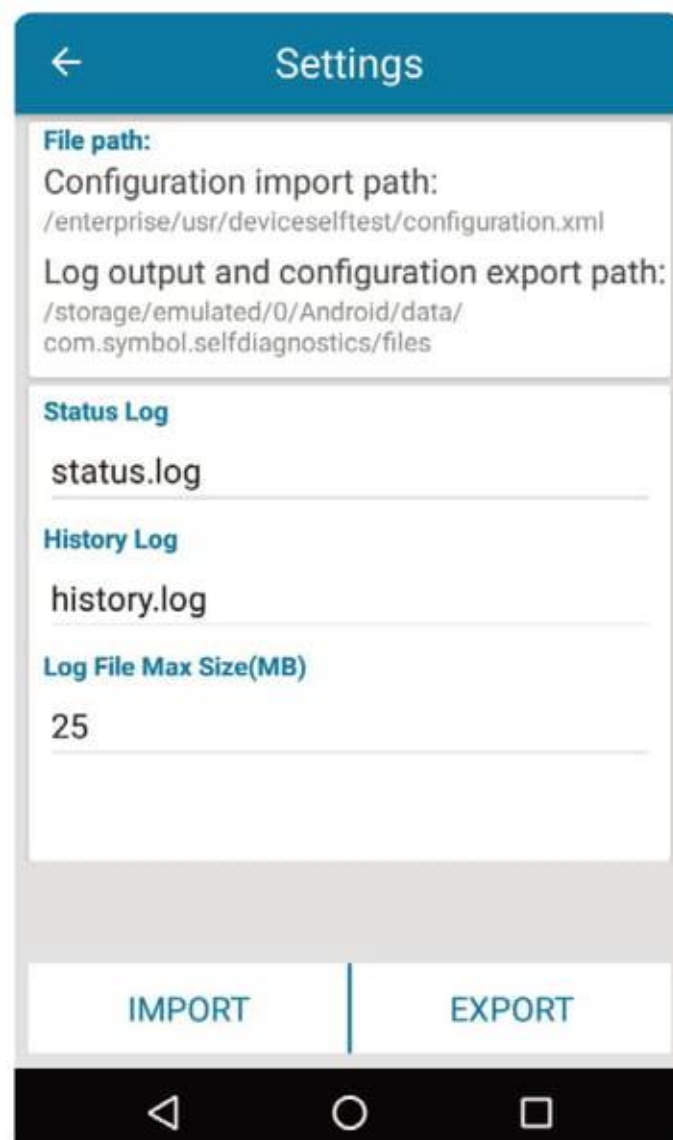 Settings
File path:
Configuration import path:
/enterprise/usr/deviceselftest/configuration.xml
Log output and configuration export path:
/storage/emulated/0/Android/data/
com.symbol.selfdiagnostics/files
Status Log
status.log
History Log
history.log
Log File Max Size(MB)
25
IMPORT
EXPORT